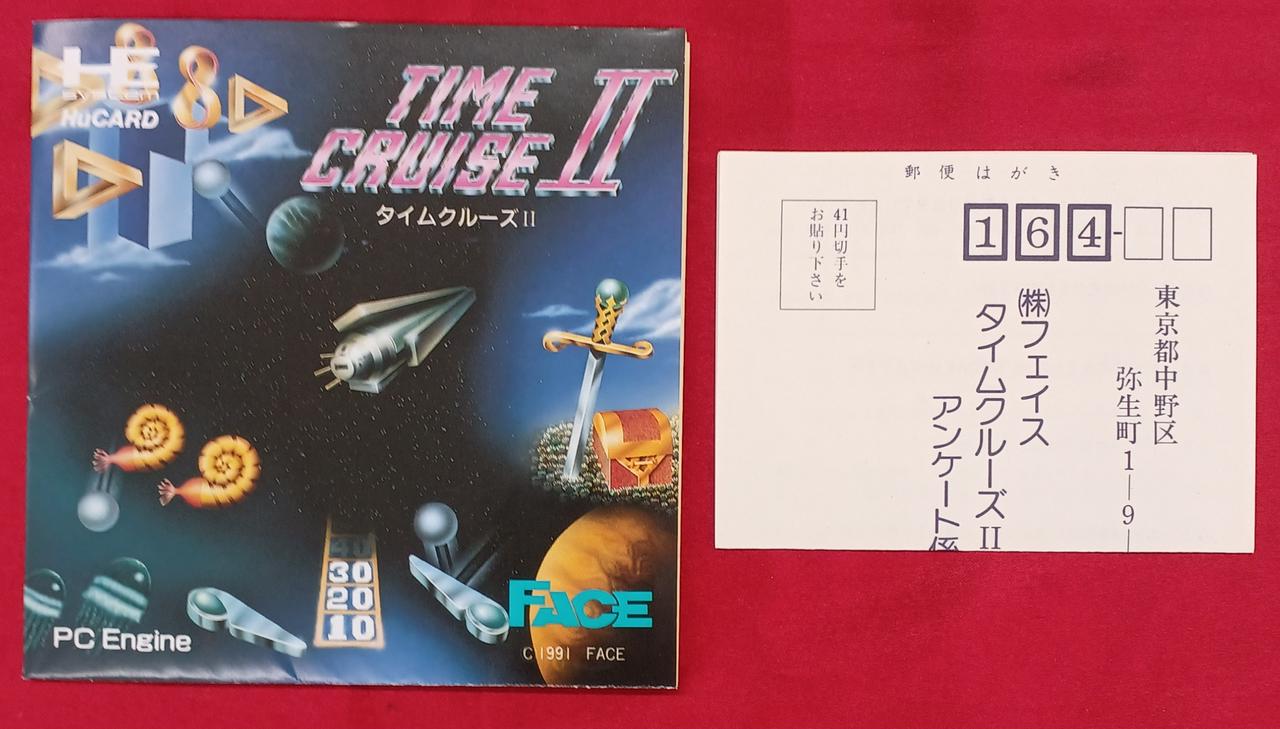 HE
SYSTEM
HuCARD
TIME
CRUISE II
タイムクルーズII
40
30
20
10
PC Engine
FACE
C 1991 FACE
郵便はがき
41円切手を
お貼り下さい
164-
東京都中野区
弥生町1—9—
㈱フェイス
タイムクルーズII
アンケート係